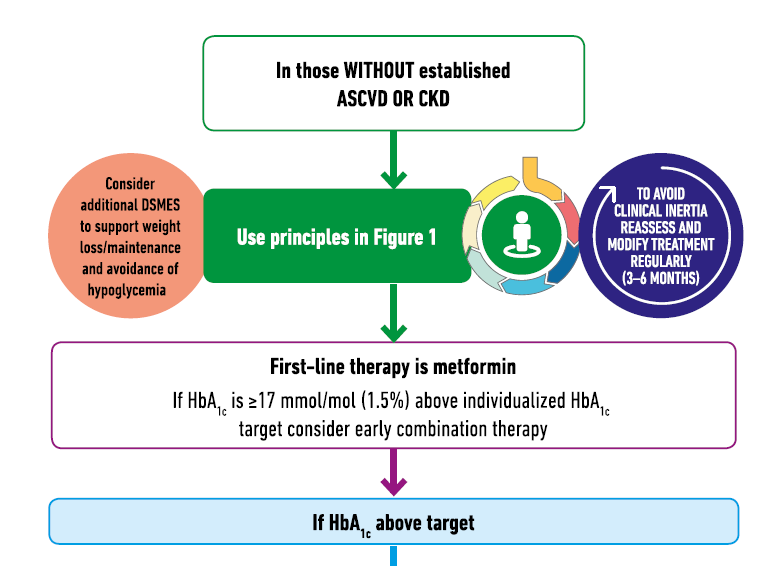 In those WITHOUT established
ASCVD OR CKD
Consider
additional DSMES
to support weight
loss/maintenance
and avoidance of
hypoglycemia
Use principles in Figure 1
TO AVOID
CLINICAL INERTIA
REASSESS AND
MODIFY TREATMENT
REGULARLY
(3–6 MONTHS)
First-line therapy is metformin
If HbA1c is ≥17 mmol/mol (1.5%) above individualized HbA1c
target consider early combination therapy
If HbA1c above target